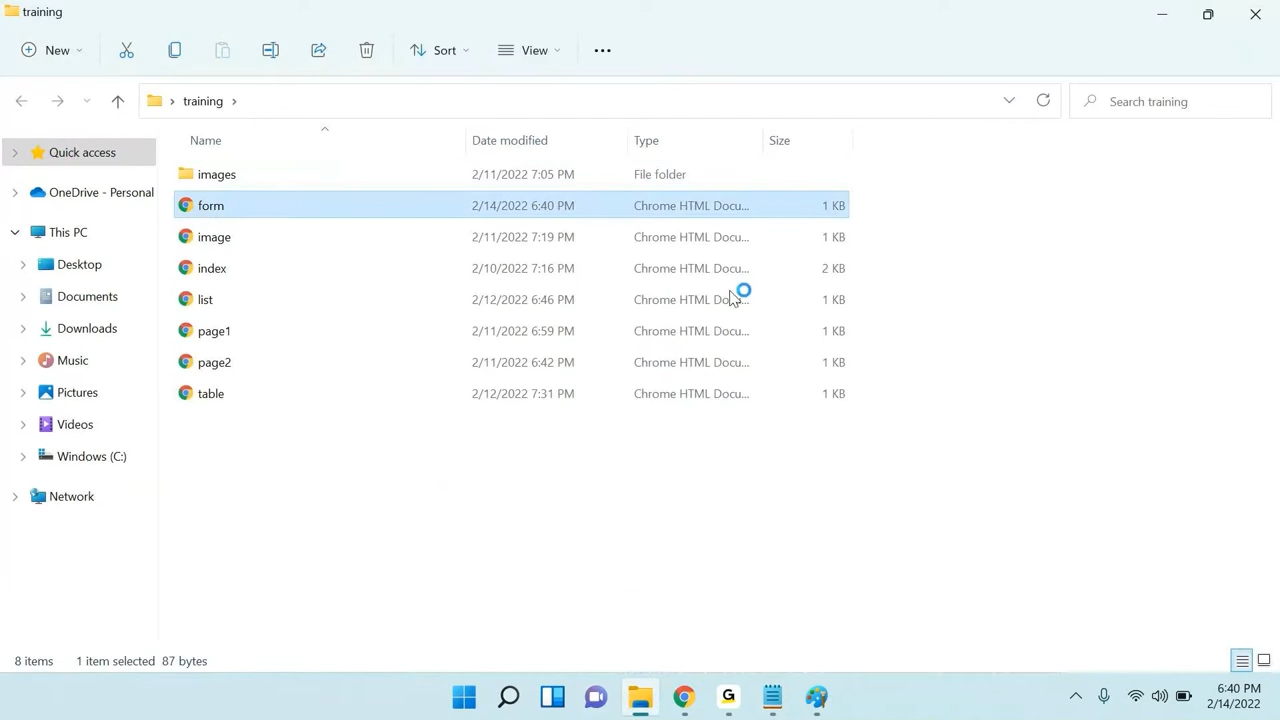 training
New
Sort
View
training
Search training
Name
Date modified
Type
Size
Quick access
OneDrive - Personal
This PC
Desktop
Documents
Downloads
Music
Pictures
Videos
Windows (C:)
Network
images 2/11/2022 7:05 PM File folder
form 2/14/2022 6:40 PM Chrome HTML Docu... 1 KB
image 2/11/2022 7:19 PM Chrome HTML Docu... 1 KB
index 2/10/2022 7:16 PM Chrome HTML Docu... 2 KB
list 2/12/2022 6:46 PM Chrome HTML Docu... 1 KB
page1 2/11/2022 6:59 PM Chrome HTML Docu... 1 KB
page2 2/11/2022 6:42 PM Chrome HTML Docu... 1 KB
table 2/12/2022 7:31 PM Chrome HTML Docu... 1 KB
8 items 1 item selected 87 bytes
G
6:40 PM
2/14/2022